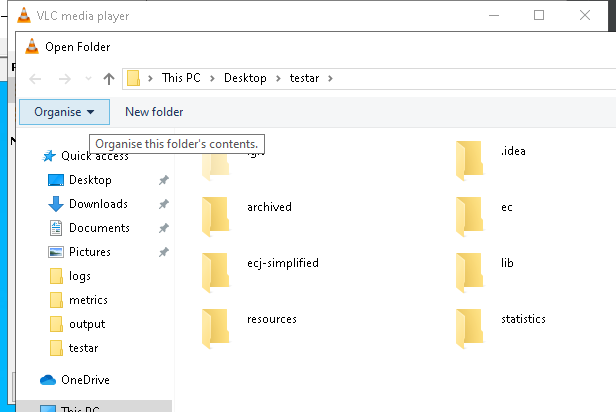 VLC media player
Open Folder
This PC > Desktop > testar >
Organise
New folder
Organise this folder's contents.
Quick access
Desktop
Downloads
Documents
Pictures
logs
metrics
output
testar
OneDrive
This PC
.idea
archived
ec
ecj-simplified
lib
resources
statistics